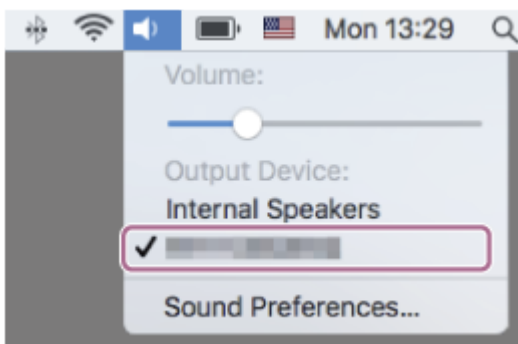 Mon 13:29
Volume:
Output Device:
Internal Speakers
Sound Preferences...